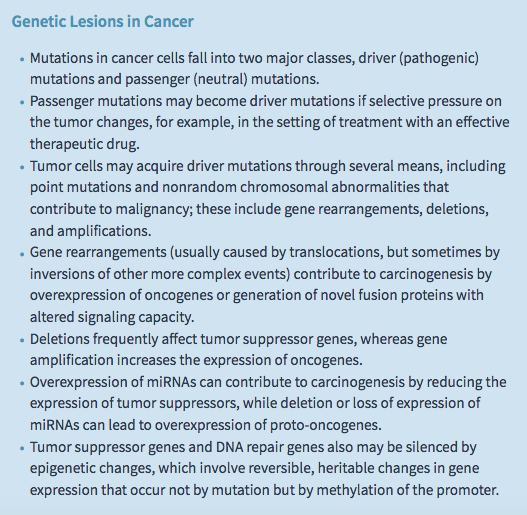 Genetic Lesions in Cancer
• Mutations in cancer cells fall into two major classes, driver (pathogenic)
mutations and passenger (neutral) mutations.
• Passenger mutations may become driver mutations if selective pressure on
the tumor changes, for example, in the setting of treatment with an effective
therapeutic drug.
• Tumor cells may acquire driver mutations through several means, including
point mutations and nonrandom chromosomal abnormalities that
contribute to malignancy; these include gene rearrangements, deletions,
and amplifications.
• Gene rearrangements (usually caused by translocations, but sometimes by
inversions of other more complex events) contribute to carcinogenesis by
overexpression of oncogenes or generation of novel fusion proteins with
altered signaling capacity.
• Deletions frequently affect tumor suppressor genes, whereas gene
amplification increases the expression of oncogenes.
• Overexpression of miRNAs can contribute to carcinogenesis by reducing the
expression of tumor suppressors, while deletion or loss of expression of
miRNAs can lead to overexpression of proto-oncogenes.
• Tumor suppressor genes and DNA repair genes also may be silenced by
epigenetic changes, which involve reversible, heritable changes in gene
expression that occur not by mutation but by methylation of the promoter.